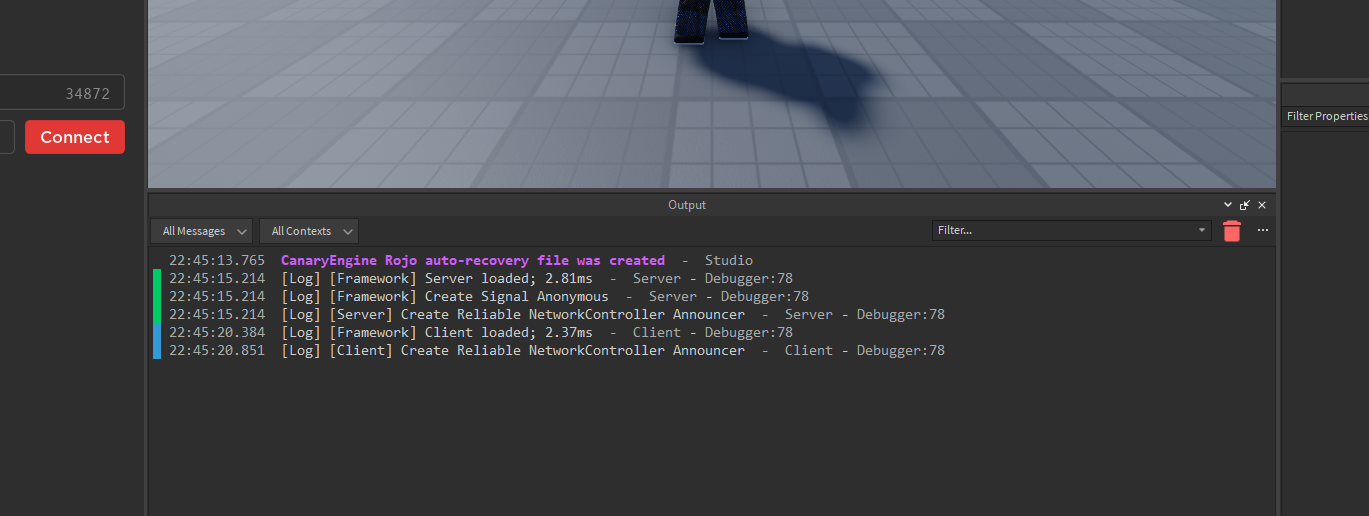 34872
Connect
Filter Properties
Output
All Messages
All Contexts
Filter...
22:45:13.765 CanaryEngine Rojo auto-recovery file was created - Studio
22:45:15.214 [Log] [Framework] Server loaded; 2.81ms - Server - Debugger:78
22:45:15.214 [Log] [Framework] Create Signal Anonymous - Server - Debugger:78
22:45:15.214 [Log] [Server] Create Reliable NetworkController Announcer - Server - Debugger:78
22:45:20.384 [Log] [Framework] Client loaded; 2.37ms - Client - Debugger:78
22:45:20.851 [Log] [Client] Create Reliable NetworkController Announcer - Client - Debugger:78